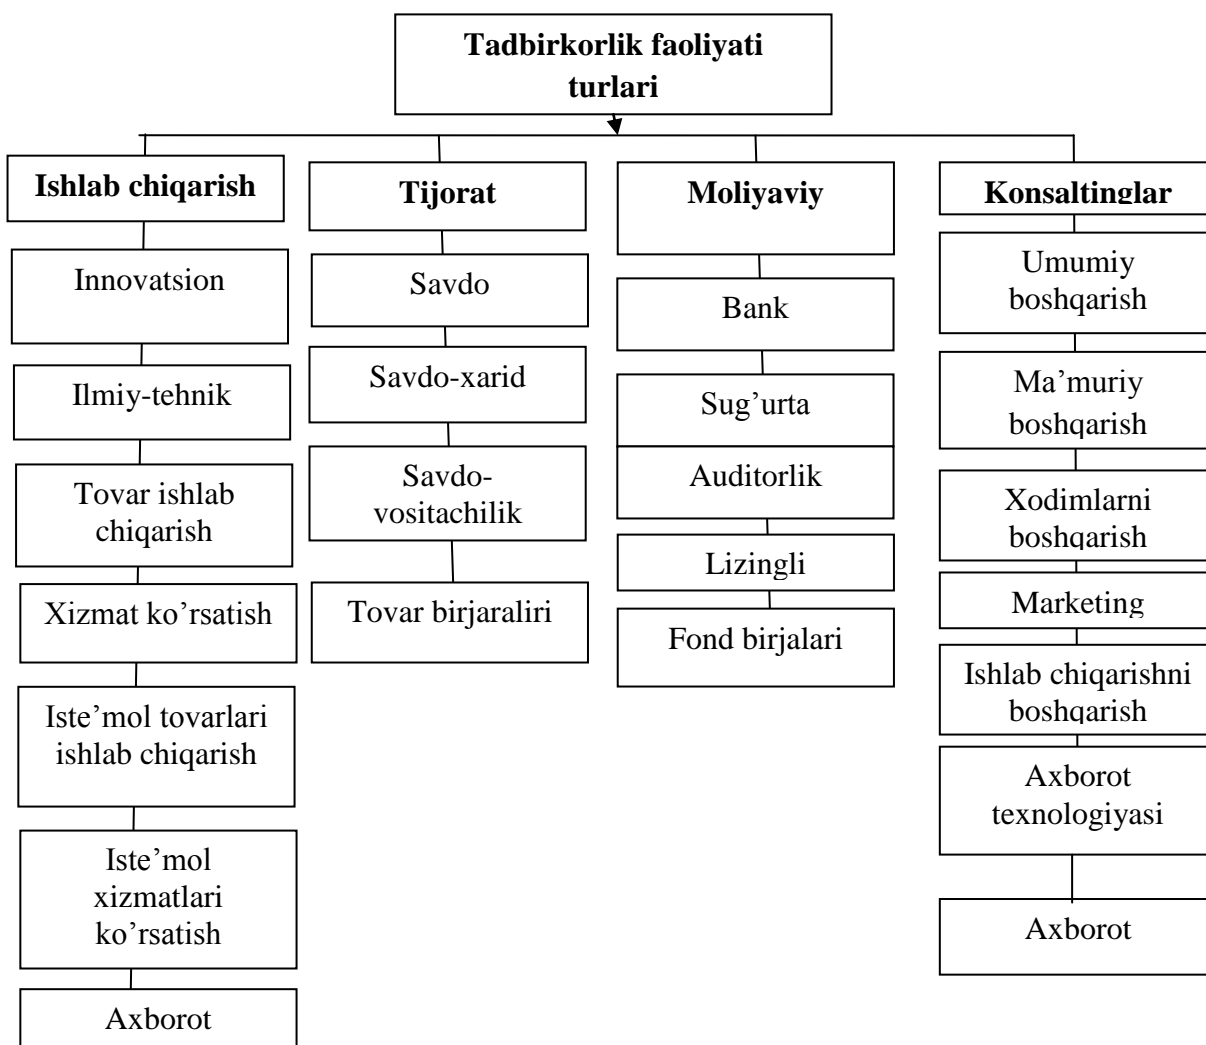 Tadbirkorlik faoliyati
turlari
Ishlab chiqarish
Innovatsion
Ilmiy-tehnik
Tovar ishlab
chiqarish
Xizmat ko’rsatish
Iste’mol tovarlari
ishlab chiqarish
Iste’mol
xizmatlari
ko’rsatish
Axborot
Tijorat
Savdo
Savdo-xarid
Savdo-
vositachilik
Tovar birjaraliri
Moliyaviy
Bank
Sug’urta
Auditorlik
Lizingli
Fond birjalari
Konsaltinglar
Umumiy
boshqarish
Ma’muriy
boshqarish
Xodimlarni
boshqarish
Marketing
Ishlab chiqarishni
boshqarish
Axborot
texnologiyasi
Axborot